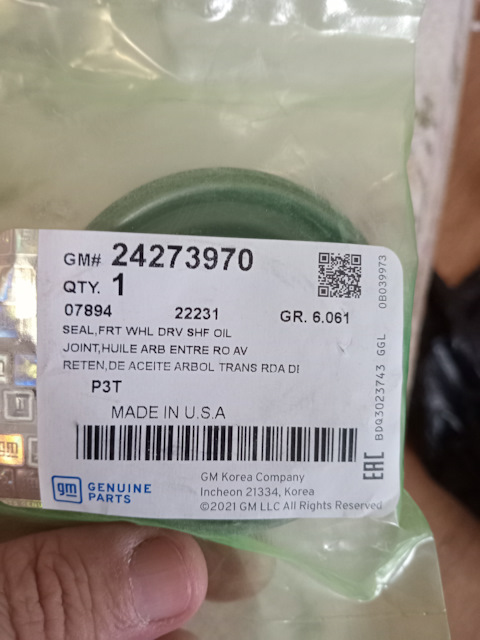 GM# 24273970
QTY. 1
07894 22231 GR. 6.061
SEAL,FRT WHL DRV SHF OIL
JOINT,HUILE ARB ENTRE RO AV
RETEN,DE ACEITE ARBOL TRANS RDA DI
P3T
MADE IN U.S.A
gm GENUINE
PARTS
GM Korea Company
Incheon 21334, Korea
©2021 GM LLC All Rights Reserved
EAC BDQ3023743 GGL 0B039973